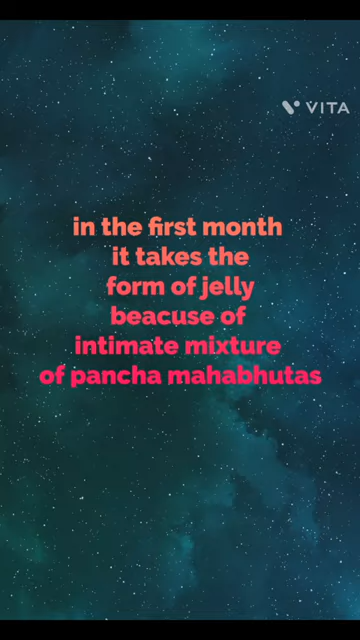 VITA
in the first month
it takes the
form of jelly
beacuse of
intimate mixture
of pancha mahabhutas